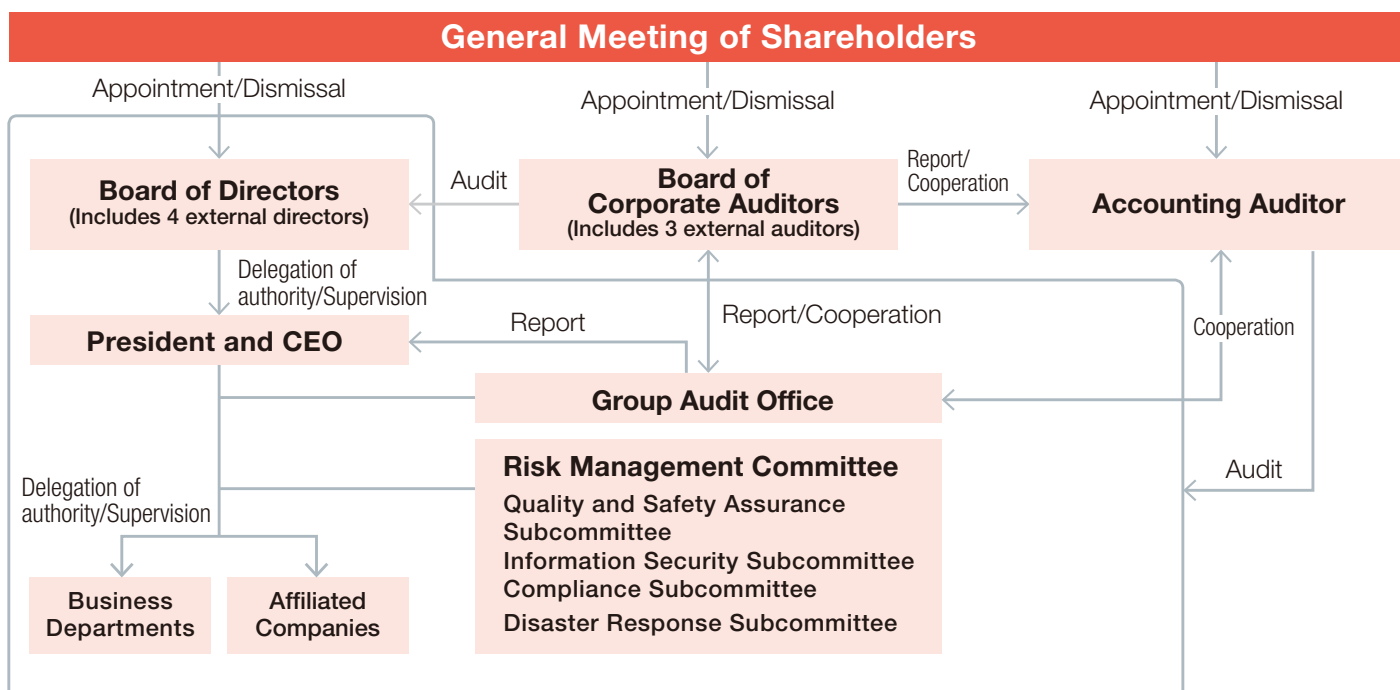 General Meeting of Shareholders
Appointment/Dismissal
Appointment/Dismissal
Appointment/Dismissal
Board of Directors
(Includes 4 external directors)
Audit
Board of
Corporate Auditors
(Includes 3 external auditors)
Report/
Cooperation
Accounting Auditor
Delegation of
authority/Supervision
President and CEO
Report
Report/Cooperation
Cooperation
Group Audit Office
Risk Management Committee
Quality and Safety Assurance
Subcommittee
Information Security Subcommittee
Compliance Subcommittee
Disaster Response Subcommittee
Audit
Delegation of
authority/Supervision
Business
Departments
Affiliated
Companies